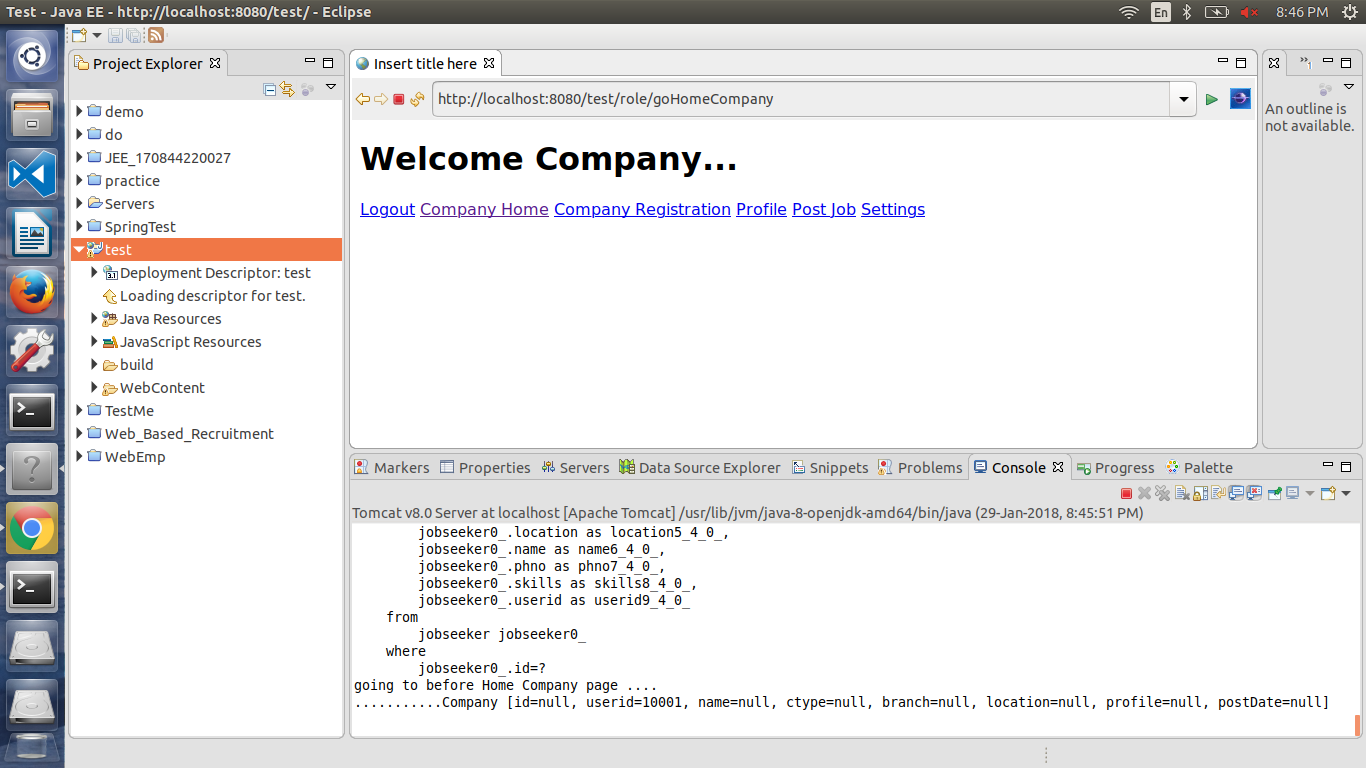 Test - Java EE - http://localhost:8080/test/ - Eclipse
En
8:46 PM
Project Explorer
demo
do
JEE_170844220027
practice
Servers
SpringTest
test
Deployment Descriptor: test
Loading descriptor for test.
Java Resources
JavaScript Resources
build
WebContent
TestMe
Web_Based_Recruitment
WebEmp
Insert title here
http://localhost:8080/test/role/goHomeCompany
Welcome Company...
Logout Company Home Company Registration Profile Post Job Settings
»1
An outline is
not available.
Markers Properties Servers Data Source Explorer Snippets Problems Console Progress Palette
Tomcat v8.0 Server at localhost [Apache Tomcat] /usr/lib/jvm/java-8-openjdk-amd64/bin/java (29-Jan-2018, 8:45:51 PM)
jobseeker0_.location as location5_4_0_,
jobseeker0_.name as name6_4_0_,
jobseeker0_.phno as phno7_4_0_,
jobseeker0_.skills as skills8_4_0_,
jobseeker0_.userid as userid9_4_0_
from
jobseeker jobseeker0_
where
jobseeker0_.id=?
going to before Home Company page ....
...........Company [id=null, userid=10001, name=null, ctype=null, branch=null, location=null, profile=null, postDate=null]